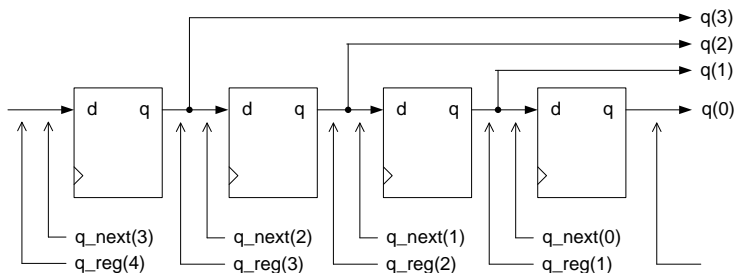 q(3)
q(2)
q(1)
d q d q d q d q q(0)
q_next(3) q_next(2) q_next(1) q_next(0)
q_reg(4) q_reg(3) q_reg(2) q_reg(1)